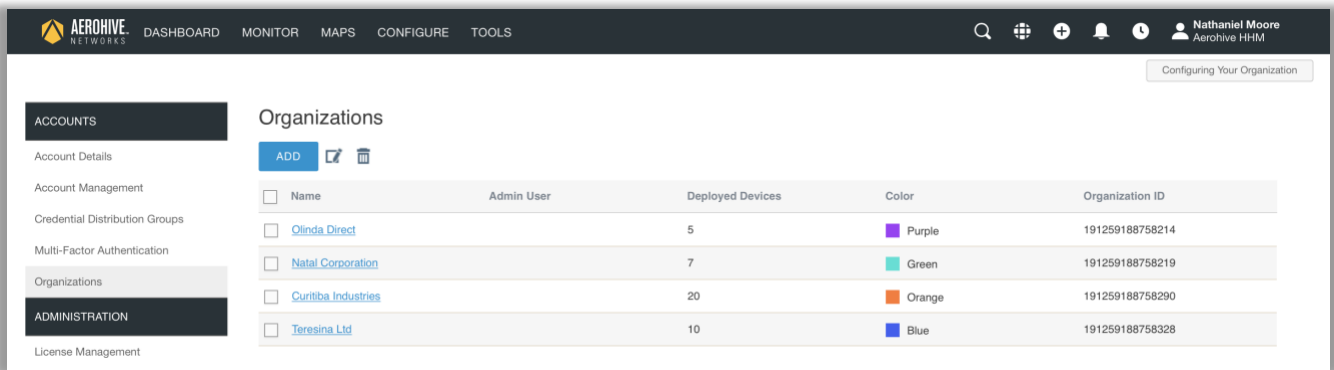 AEROHIVE NETWORKS DASHBOARD MONITOR MAPS CONFIGURE TOOLS Nathaniel Moore
Aerohive HHM
Configuring Your Organization
ACCOUNTS
Account Details
Account Management
Credential Distribution Groups
Multi-Factor Authentication
Organizations
ADMINISTRATION
License Management
Organizations
ADD
Name Admin User Deployed Devices Color Organization ID
Olinda Direct 5 Purple 191259188758214
Natal Corporation 7 Green 191259188758219
Curitiba Industries 20 Orange 191259188758290
Teresina Ltd 10 Blue 191259188758328